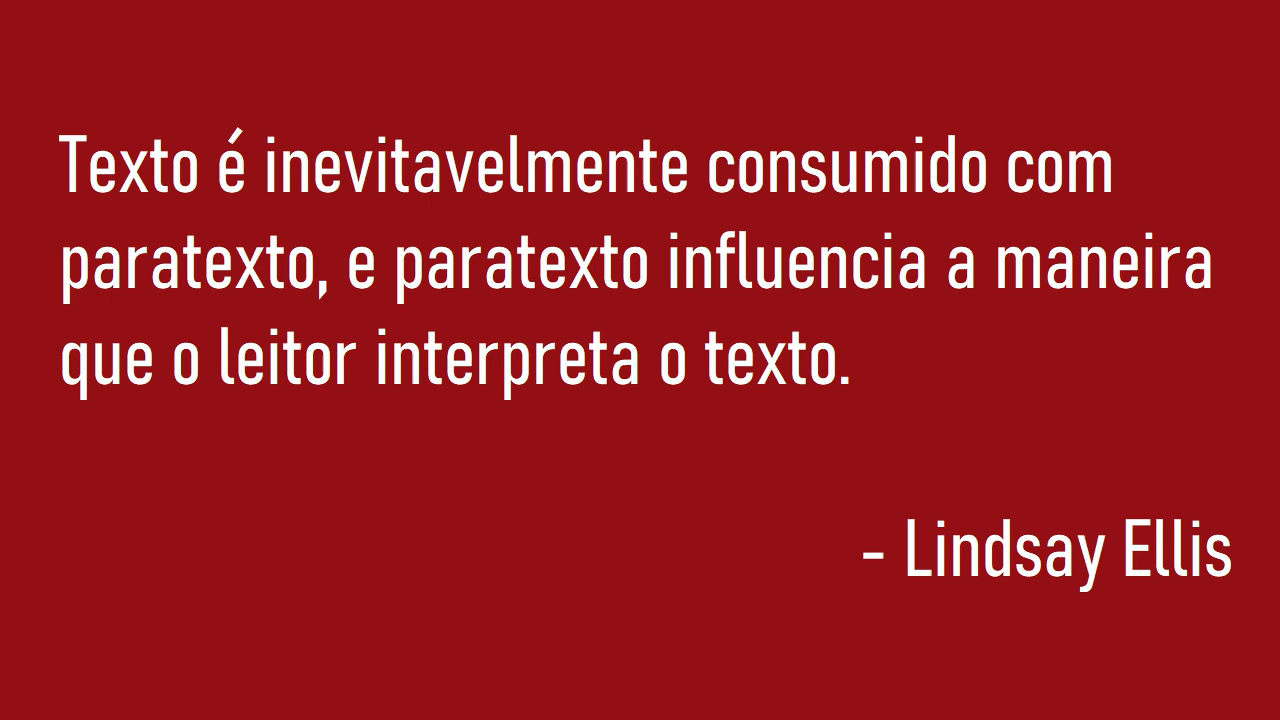 Texto é inevitavelmente consumido com
paratexto, e paratexto influencia a maneira
que o leitor interpreta o texto.
- Lindsay Ellis